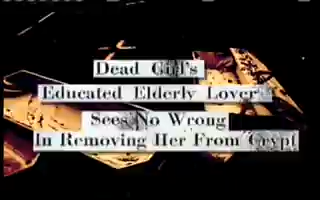 Dead Girl's
Educated Elderly Lover
Sees No Wrong
In Removing Her From Crypt